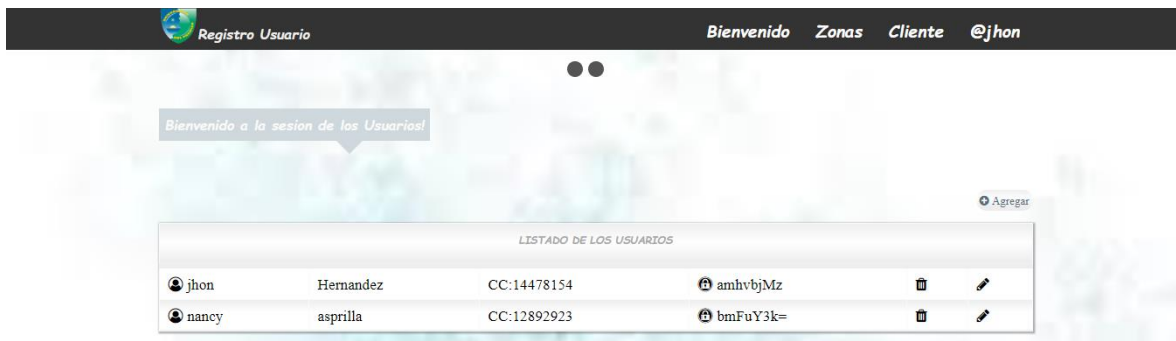 Registro Usuario Bienvenido Zonas Cliente @jhon
Bienvenido a la sesion de los Usuarios!
Agregar
LISTADO DE LOS USUARIOS
jhon Hernandez CC:14478154 amhvbjMz
nancy asprilla CC:12892923 bmFuY3k=